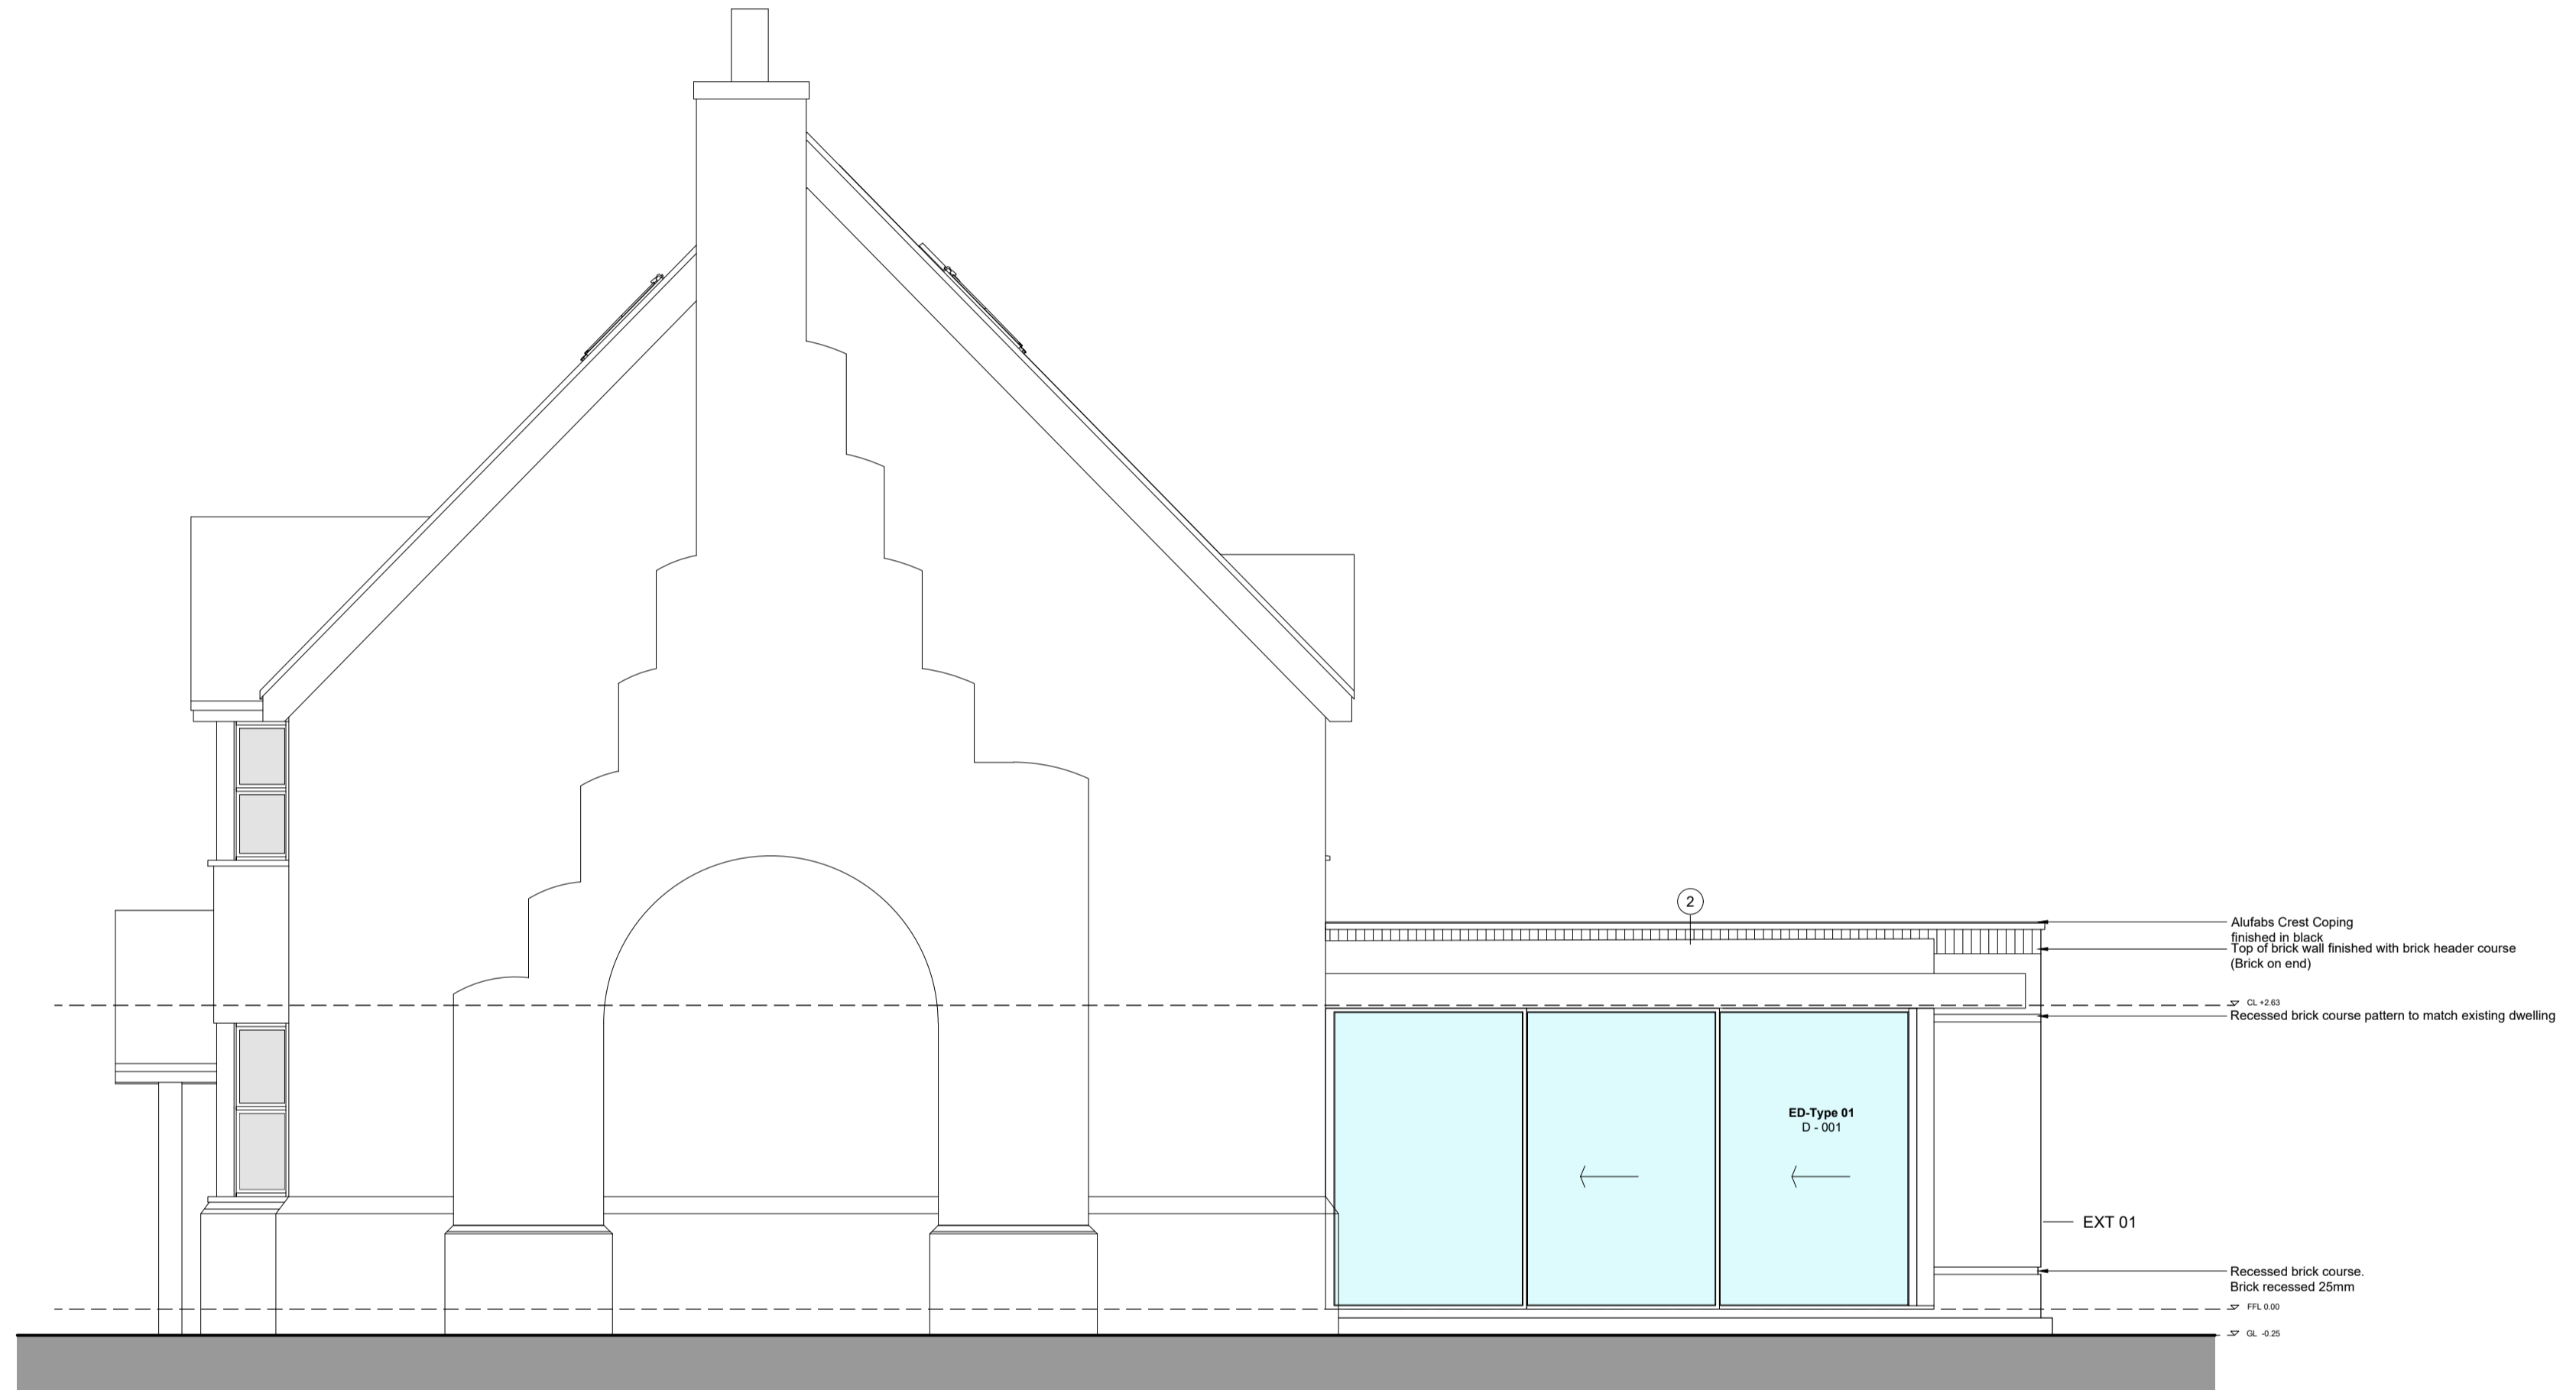 2
Alufabs Crest Coping
finished in black
Top of brick wall finished with brick header course
(Brick on end)
CL +2.63
Recessed brick course pattern to match existing dwelling
ED-Type 01
D - 001
EXT 01
Recessed brick course.
Brick recessed 25mm
FFL 0.00
GL -0.25